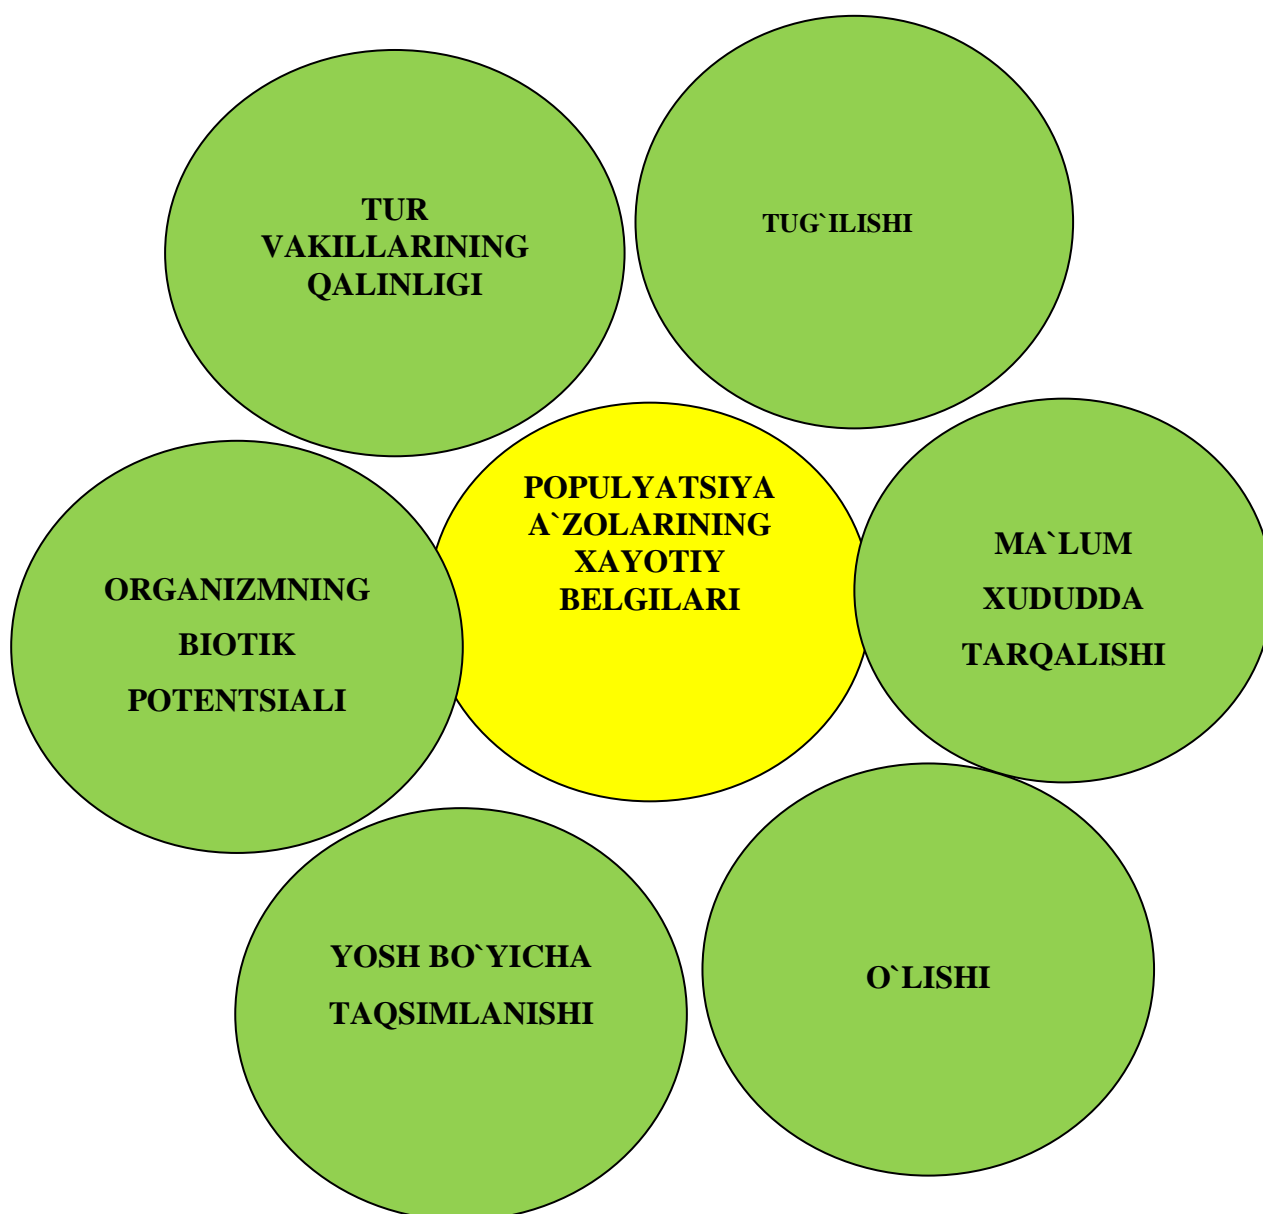 TUR
VAKILLARINING
QALINLIGI
TUG`ILISHI
POPULYATSIYA
A`ZOLARINING
XAYOTIY
BELGILARI
MA`LUM
XUDUDDA
TARQALISHI
ORGANIZMNING
BIOTIK
POTENTSIALI
YOSH BO`YICHA
TAQSIMLANISHI
O`LISHI